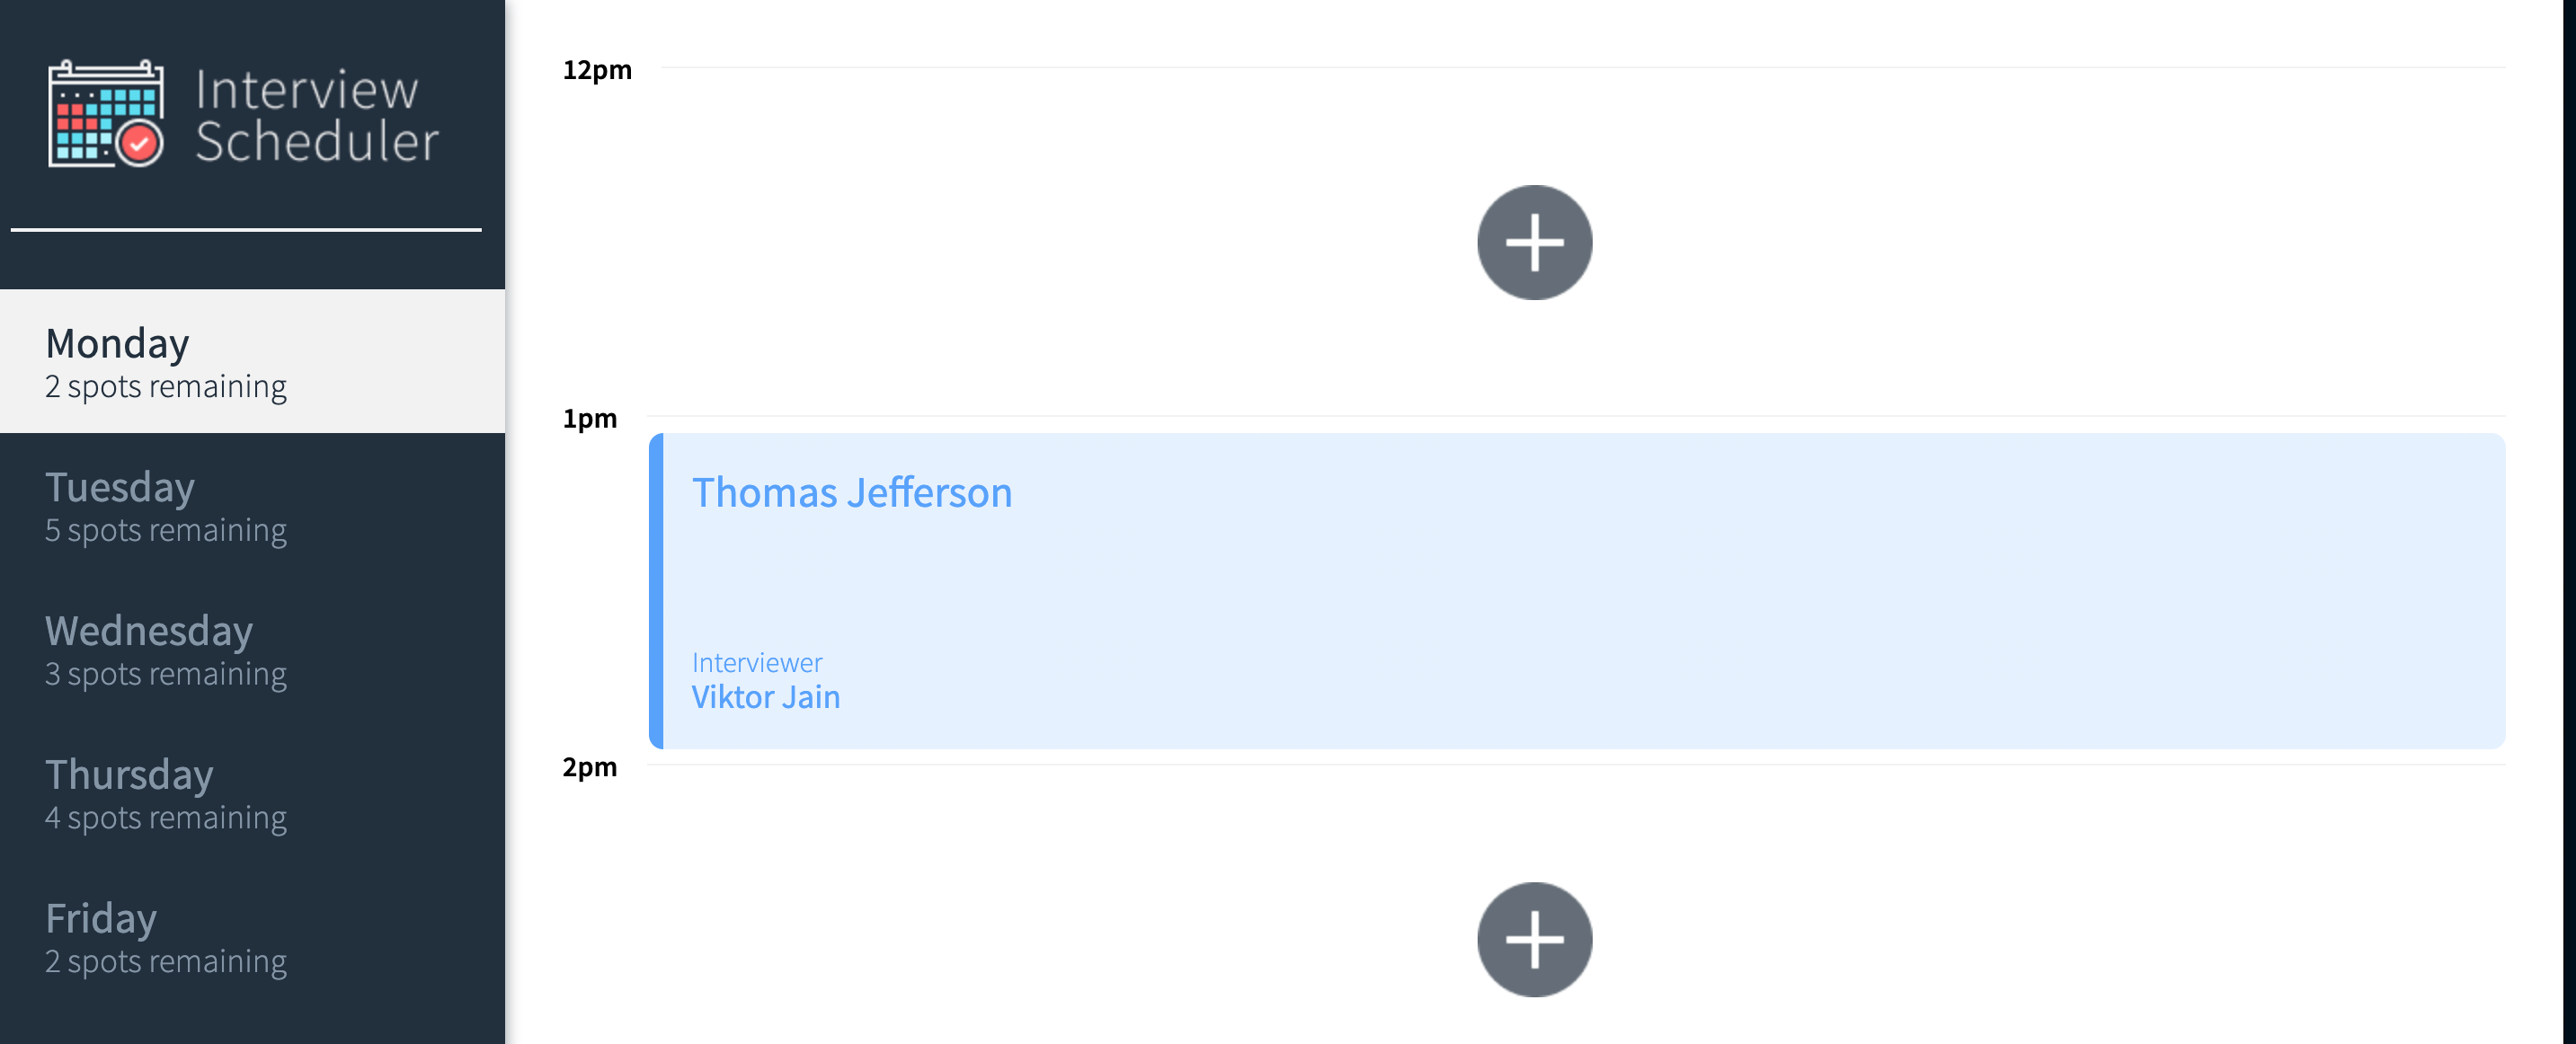 Interview
Scheduler
Monday
2 spots remaining
Tuesday
5 spots remaining
Wednesday
3 spots remaining
Thursday
4 spots remaining
Friday
2 spots remaining
12pm
1pm
Thomas Jefferson
Interviewer
Viktor Jain
2pm